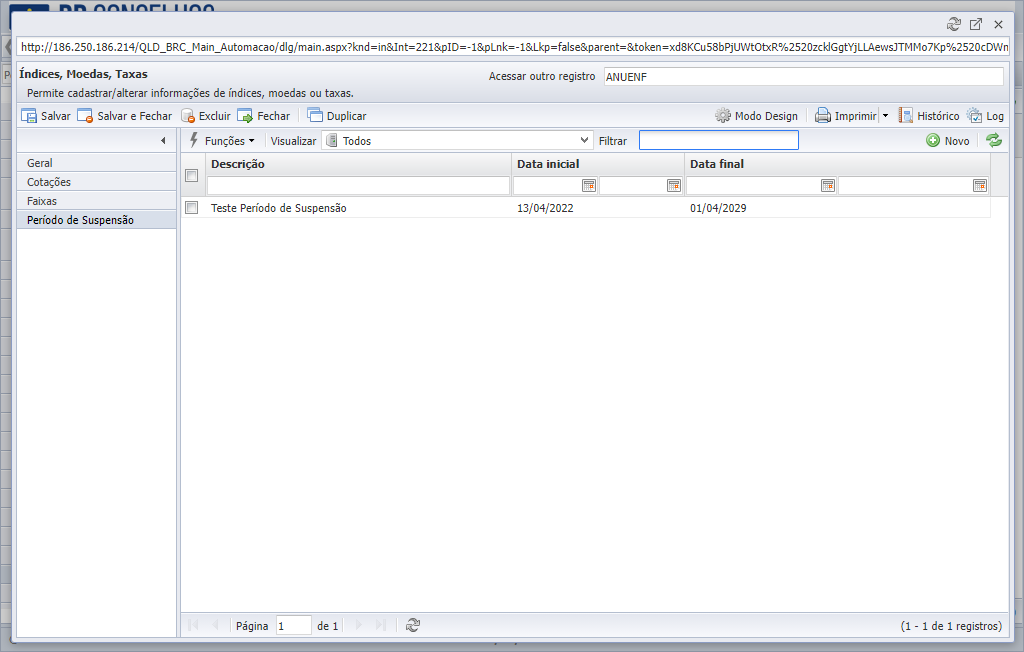 BR CONSELHOS
http://186.250.186.214/QLD_BRC_Main_Automacao/dlg/main.aspx?knd=in&Int=221&pID=-1&pLnk=-1&Lkp=false&parent=&token=xd8KCu58bPjUWtOtxR%2520zcklGgtYjLLAewsJTMMo7Kp%2520cDWn
Índices, Moedas, Taxas
Acessar outro registro ANUENF
Permite cadastrar/alterar informações de índices, moedas ou taxas.
Salvar Salvar e Fechar Excluir Fechar Duplicar Modo Design Imprimir Histórico Log
Funções Visualizar Todos Filtrar Novo
Geral
Cotações
Faixas
Período de Suspensão
Descrição Data inicial Data final
Teste Período de Suspensão 13/04/2022 01/04/2029
Página 1 de 1 (1 - 1 de 1 registros)